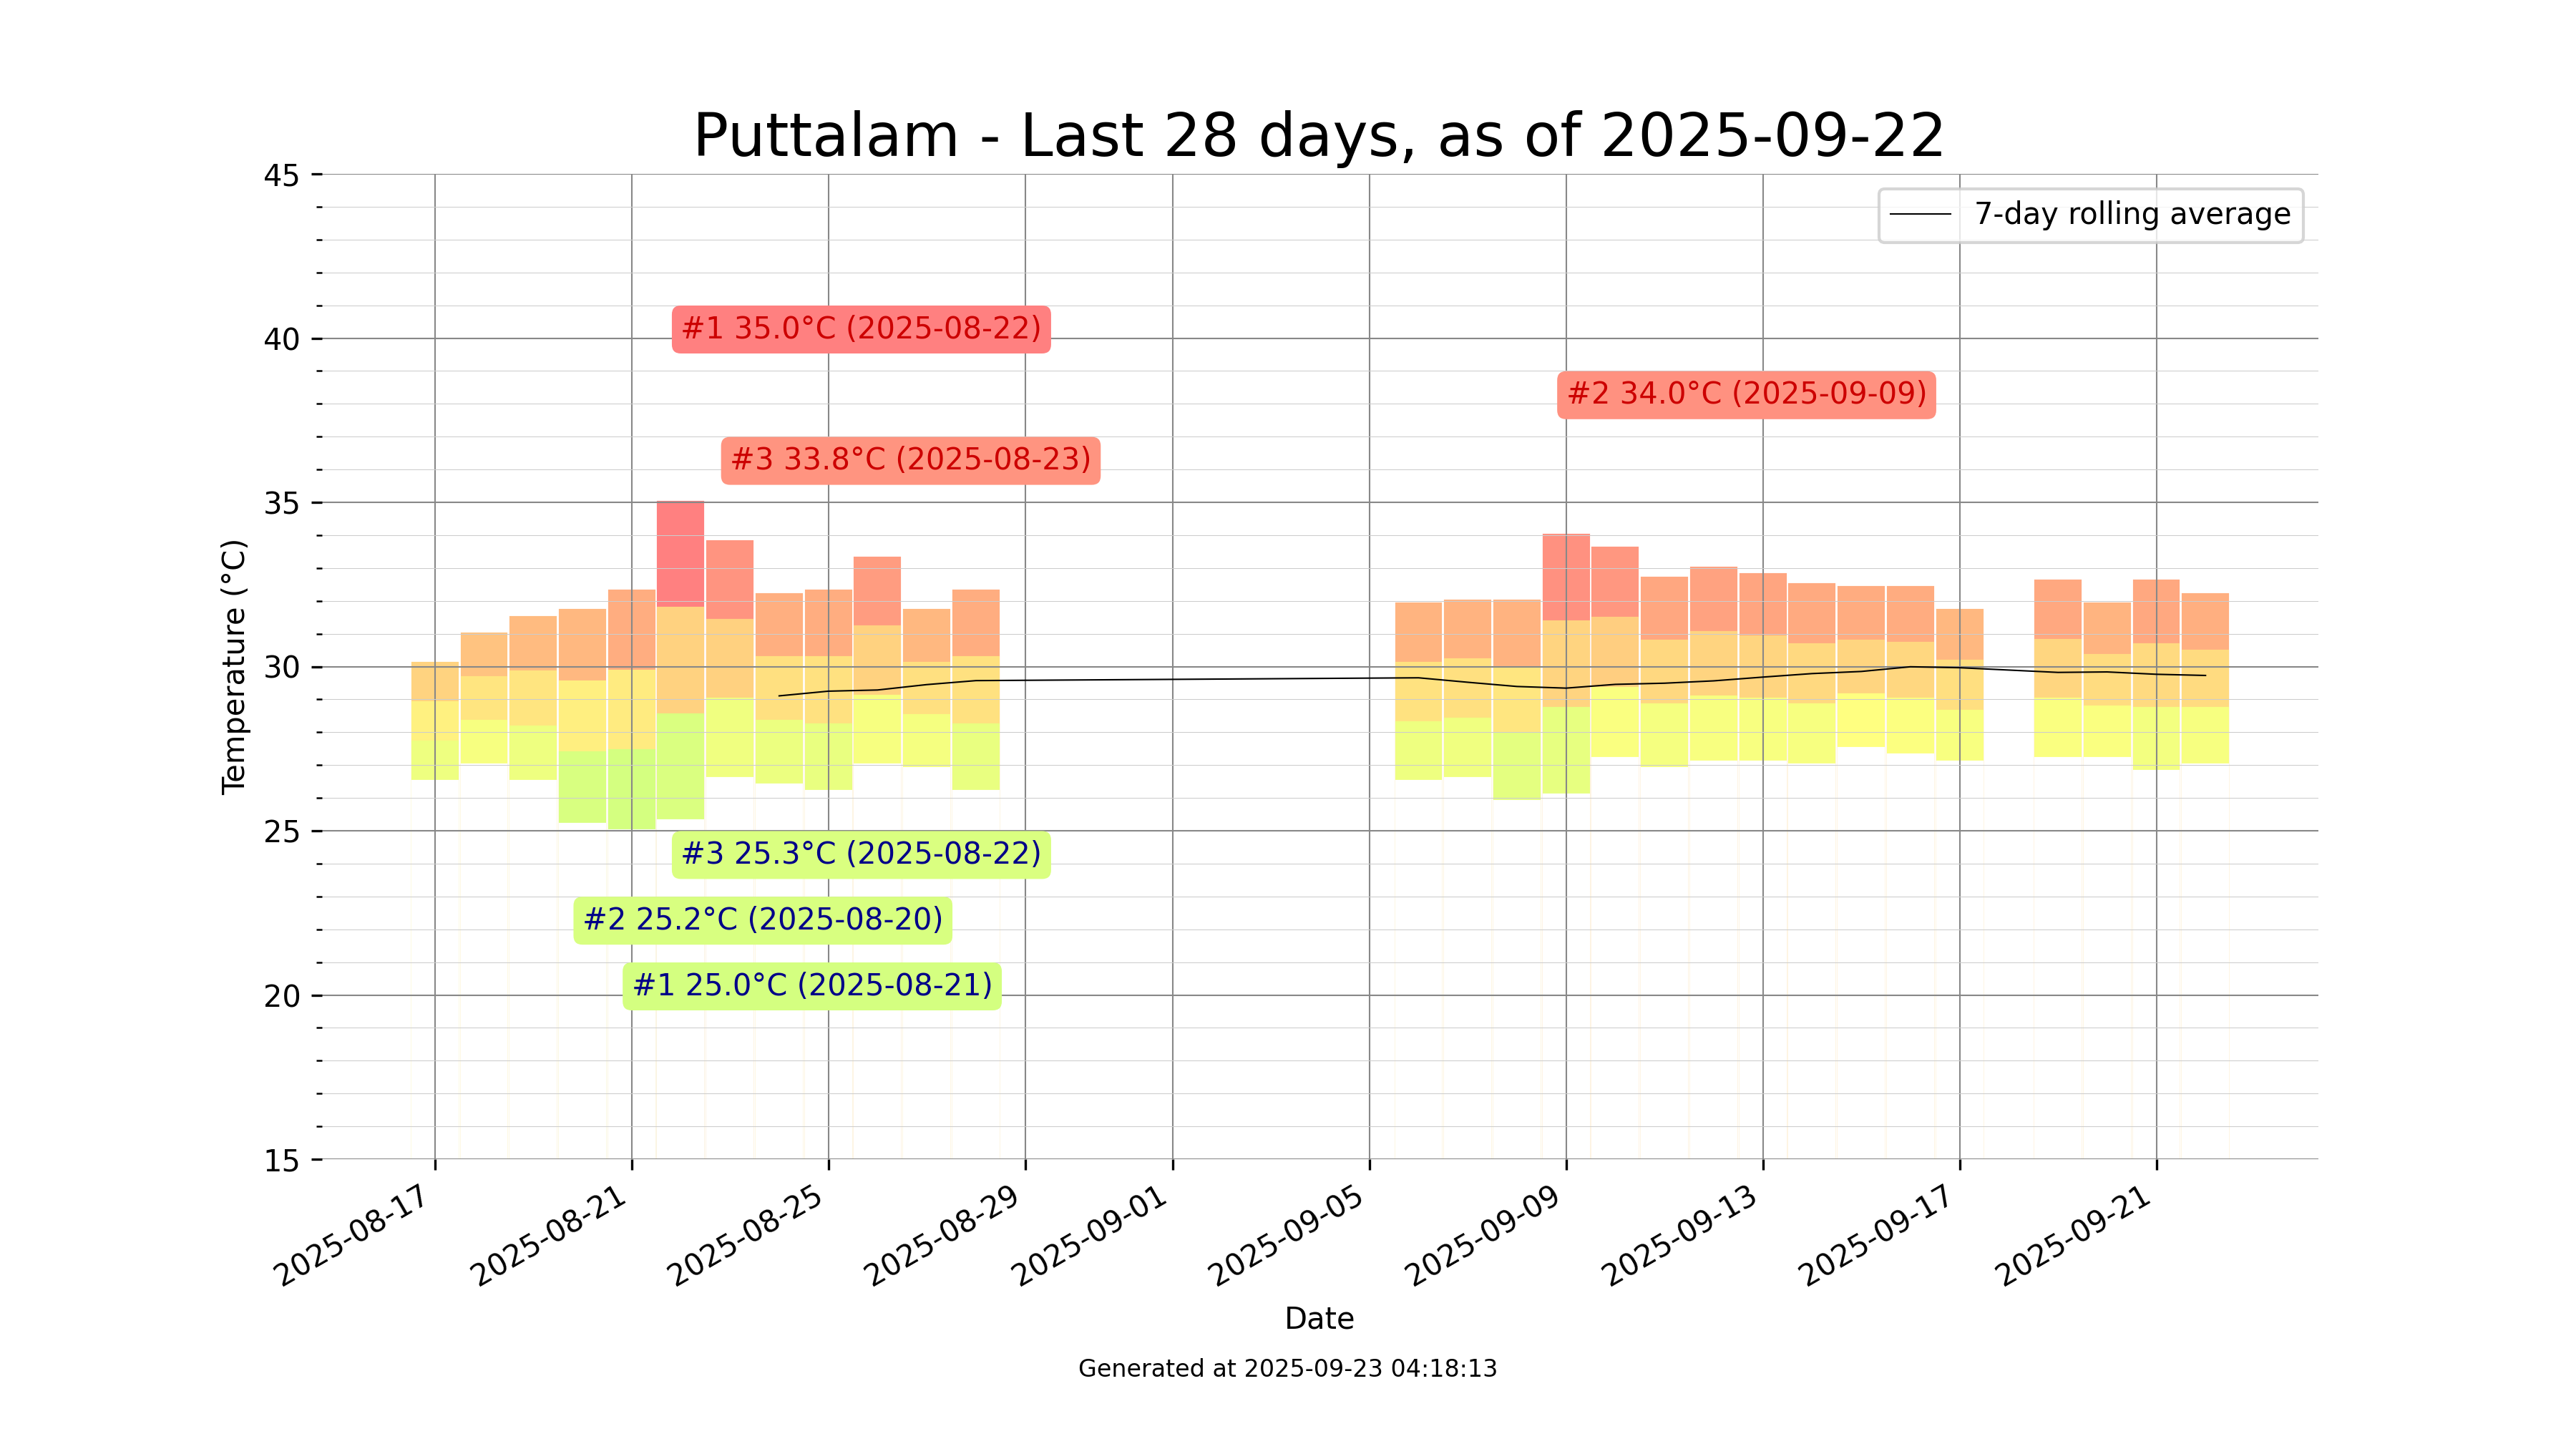 Puttalam - Last 28 days, as of 2025-09-22
45
7-day rolling average
#1 35.0°C (2025-08-22)
40
#2 34.0°C (2025-09-09)
#3 33.8°C (2025-08-23)
35
Temperature (°C)
30
25
#3 25.3°C (2025-08-22)
#2 25.2°C (2025-08-20)
#1 25.0°C (2025-08-21)
20
15
2025-08-17
2025-08-21
2025-08-25
2025-08-29
2025-09-01
2025-09-05
2025-09-09
2025-09-13
2025-09-17
2025-09-21
Date
Generated at 2025-09-23 04:18:13